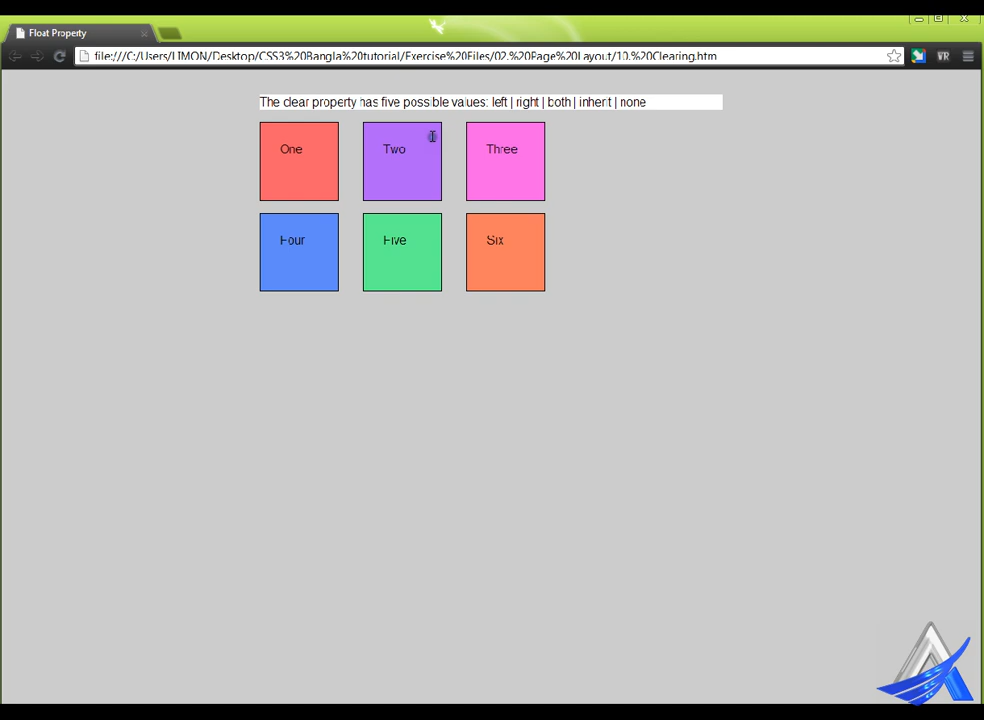 Float Property
file:///C:/Users/LIMON/Desktop/CSS3%20Bangla%20tutorial/Exercise%20Files/02.%20Page%20Layout/10.%20Clearing.htm
The clear property has five possible values: left | right | both | inherit | none
One Two Three
Four Five Six